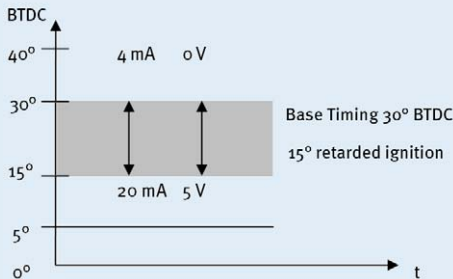 BTDC
40° 4 mA 0 V
30°
Base Timing 30° BTDC
15° retarded ignition
15°
20 mA 5 V
5°
0° t